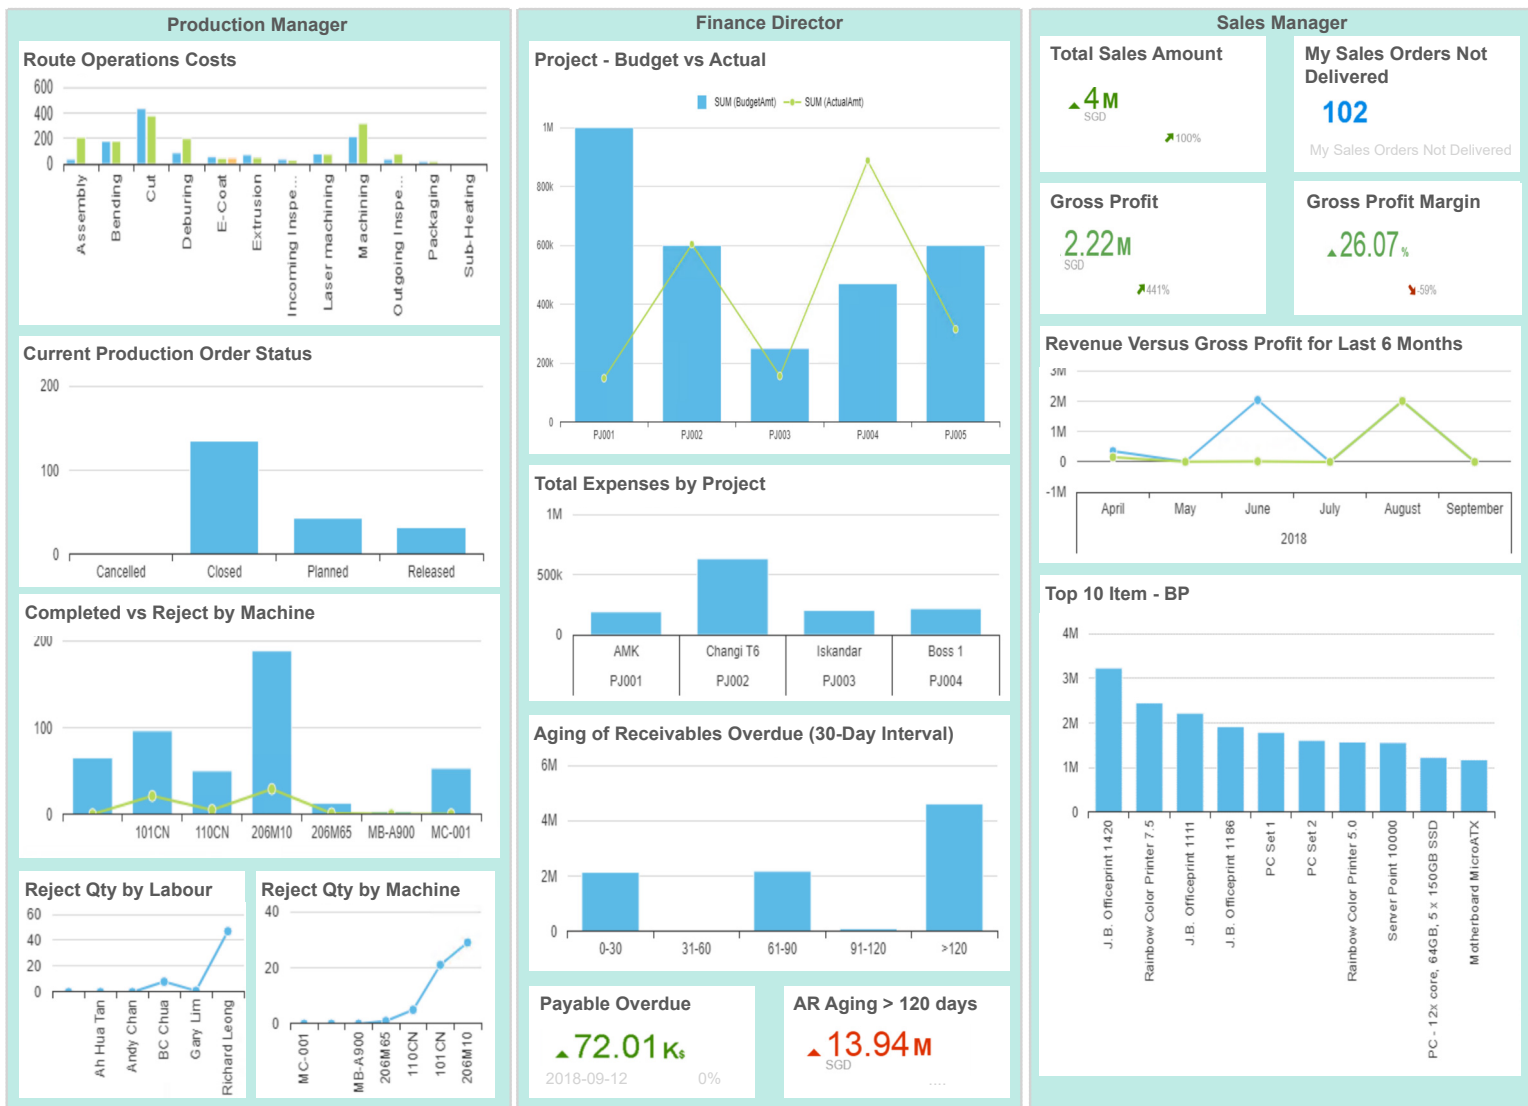 Production Manager
Route Operations Costs
600
400
200
0
Assembly
Bending
Cut
Deburing
E-Coat
Extrusion
Incoming Inspe...
Laser machining
Machining
Outgoing Inspe...
Packaging
Sub-Heating
Current Production Order Status
200
100
0
Cancelled
Closed
Planned
Released
Completed vs Reject by Machine
200
100
0
101CN
110CN
206M10
206M65
MB-A900
MC-001
Reject Qty by Labour
60
40
20
0
Ah Hua Tan
Andy Chan
BC Chua
Gary Lim
Richard Leong
Reject Qty by Machine
40
20
0
MC-001
MB-A900
206M65
110CN
101CN
206M10
Finance Director
Project - Budget vs Actual
SUM (BudgetAmt)
SUM (ActualAmt)
1M
800k
600k
400k
200k
0
PJ001
PJ002
PJ003
PJ004
PJ005
Total Expenses by Project
1M
500k
0
AMK
Changi T6
Iskandar
Boss 1
PJ001
PJ002
PJ003
PJ004
Aging of Receivables Overdue (30-Day Interval)
6M
4M
2M
0
0-30
31-60
61-90
91-120
>120
Payable Overdue
72.01 K$
2018-09-12
0%
AR Aging > 120 days
13.94 M
SGD
....
Sales Manager
Total Sales Amount
4 M
SGD
100%
My Sales Orders Not
Delivered
102
My Sales Orders Not Delivered
Gross Profit
2.22 M
SGD
441%
Gross Profit Margin
26.07 %
-59%
Revenue Versus Gross Profit for Last 6 Months
3M
2M
1M
0
-1M
April
May
June
July
August
September
2018
Top 10 Item - BP
4M
3M
2M
1M
0
J.B. Officeprint 1420
Rainbow Color Printer 7.5
J.B. Officeprint 1111
J.B. Officeprint 1186
PC Set 1
PC Set 2
Rainbow Color Printer 5.0
Server Point 10000
PC - 12x core, 64GB, 5 x 150GB SSD
Motherboard MicroATX